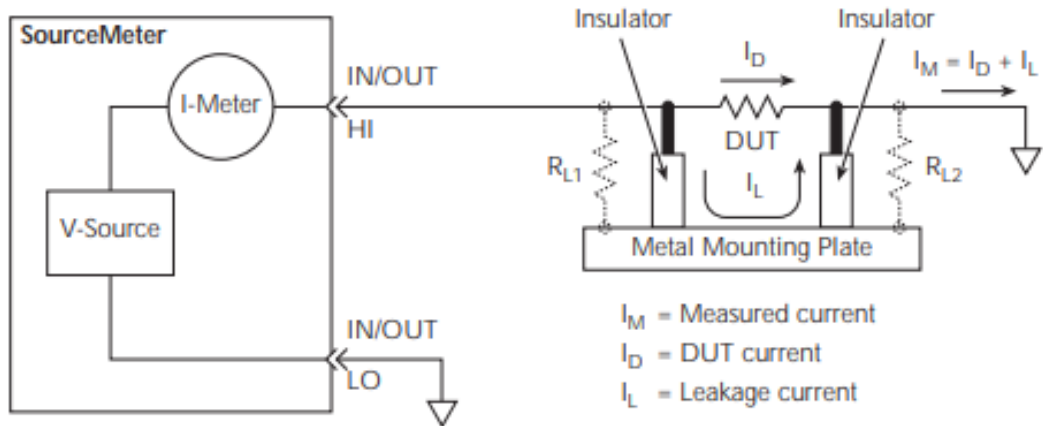 SourceMeter
I-Meter
V-Source
IN/OUT
HI
IN/OUT
LO
Insulator
Insulator
I_D
I_M = I_D + I_L
DUT
R_L1
I_L
R_L2
Metal Mounting Plate
I_M = Measured current
I_D = DUT current
I_L = Leakage current